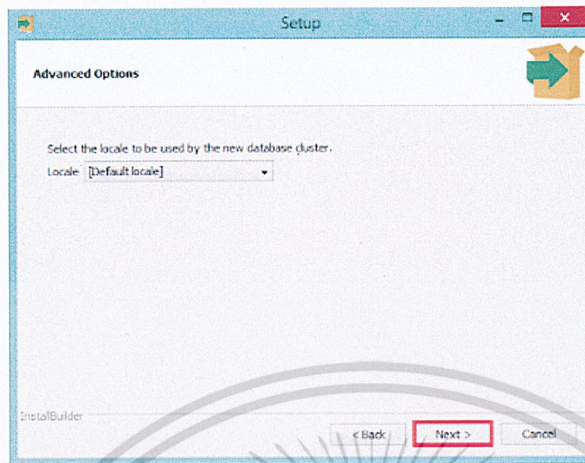 Setup
Advanced Options
Select the locale to be used by the new database cluster.
Locale [Default locale]
InstallBuilder
< Back Next > Cancel